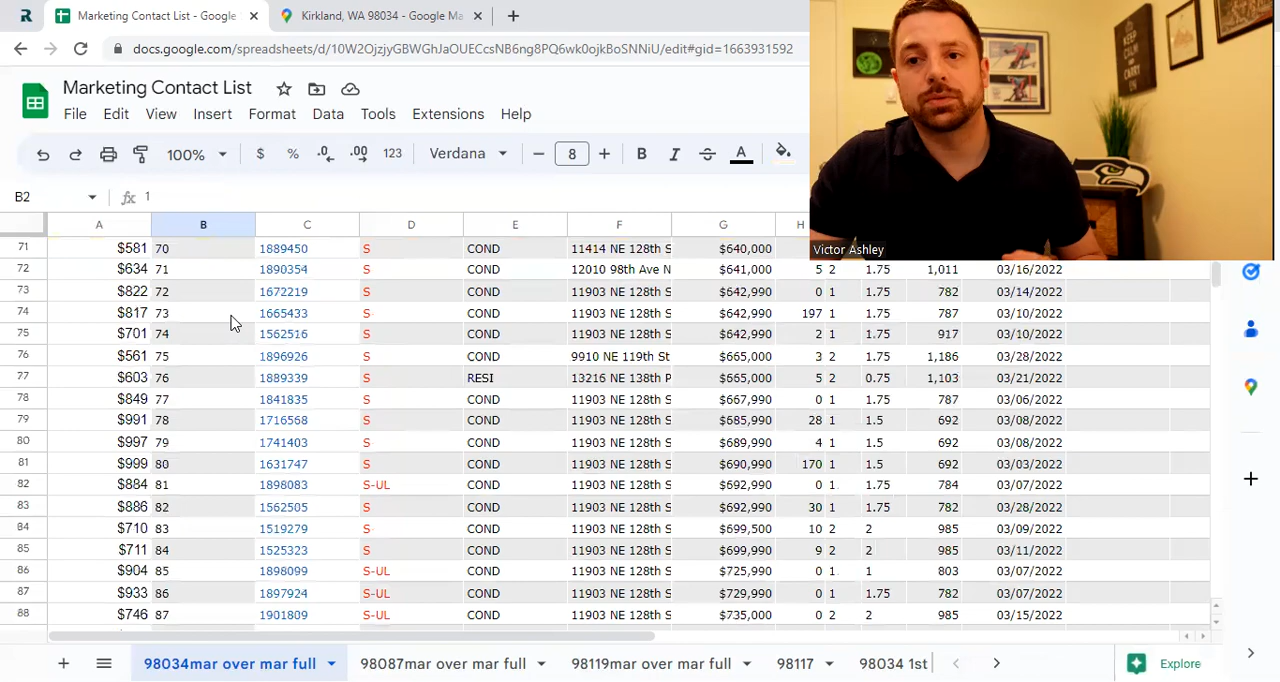 Marketing Contact List - Google
Kirkland, WA 98034 - Google Ma
docs.google.com/spreadsheets/d/10W2OjzjyGBWGhJaOUECcsNB6ng8PQ6wk0ojkBoSNNiU/edit#gid=1663931592
Marketing Contact List
File Edit View Insert Format Data Tools Extensions Help
100% $ % .0 .00 123 Verdana 8 B I S A
B2 fx 1
A B C D E F G H
71 $581 70 1889450 S COND 11414 NE 128th S $640,000
72 $634 71 1890354 S COND 12010 98th Ave N $641,000 5 2 1.75 1,011 03/16/2022
73 $822 72 1672219 S COND 11903 NE 128th S $642,990 0 1 1.75 782 03/14/2022
74 $817 73 1665433 S COND 11903 NE 128th S $642,990 197 1 1.75 787 03/10/2022
75 $701 74 1562516 S COND 11903 NE 128th S $642,990 2 1 1.75 917 03/10/2022
76 $561 75 1896926 S COND 9910 NE 119th St $665,000 3 2 1.75 1,186 03/28/2022
77 $603 76 1889339 S RESI 13216 NE 138th P $665,000 5 2 0.75 1,103 03/21/2022
78 $849 77 1841835 S COND 11903 NE 128th S $667,990 0 1 1.75 787 03/06/2022
79 $991 78 1716568 S COND 11903 NE 128th S $685,990 28 1 1.5 692 03/08/2022
80 $997 79 1741403 S COND 11903 NE 128th S $689,990 4 1 1.5 692 03/08/2022
81 $999 80 1631747 S COND 11903 NE 128th S $690,990 170 1 1.5 692 03/03/2022
82 $884 81 1898083 S-UL COND 11903 NE 128th S $692,990 0 1 1.75 784 03/07/2022
83 $886 82 1562505 S COND 11903 NE 128th S $692,990 30 1 1.75 782 03/28/2022
84 $710 83 1519279 S COND 11903 NE 128th S $699,500 10 2 2 985 03/09/2022
85 $711 84 1525323 S COND 11903 NE 128th S $699,990 9 2 2 985 03/11/2022
86 $904 85 1898099 S-UL COND 11903 NE 128th S $725,990 0 1 1 803 03/07/2022
87 $933 86 1897924 S-UL COND 11903 NE 128th S $729,990 0 1 1.75 782 03/07/2022
88 $746 87 1901809 S-UL COND 11903 NE 128th S $735,000 0 2 2 985 03/15/2022
98034mar over mar full 98087mar over mar full 98119mar over mar full 98117 98034 1st Explore
KEEP CALM AND CARRY EH
Victor Ashley